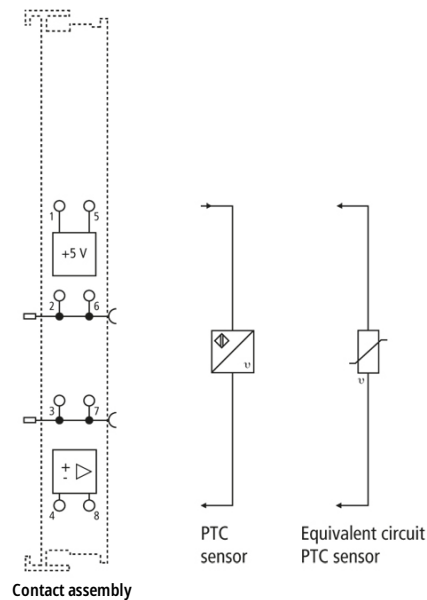 1
5
+5 V
2
6
3
7
+
-
4
8
υ
υ
PTC
sensor
Equivalent circuit
PTC sensor
Contact assembly